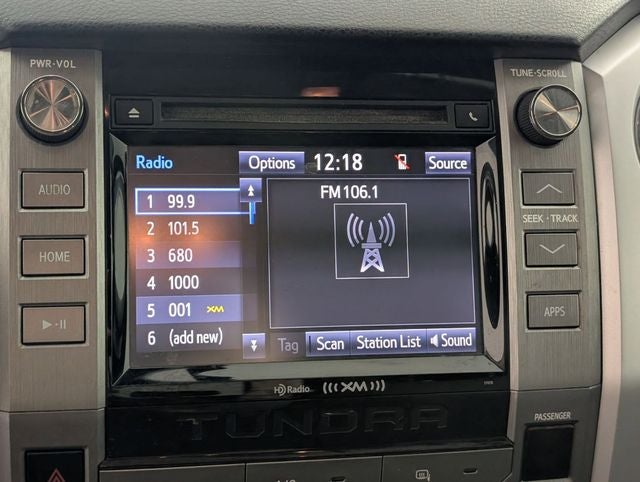 PWR•VOL
TUNE•SCROLL
Radio
Options
12:18
Source
AUDIO
HOME
1 99.9
2 101.5
3 680
4 1000
5 001 XM
6 (add new)
FM 106.1
Tag
Scan
Station List
Sound
SEEK•TRACK
APPS
HD Radio
XM
TUNDRA
PASSENGER